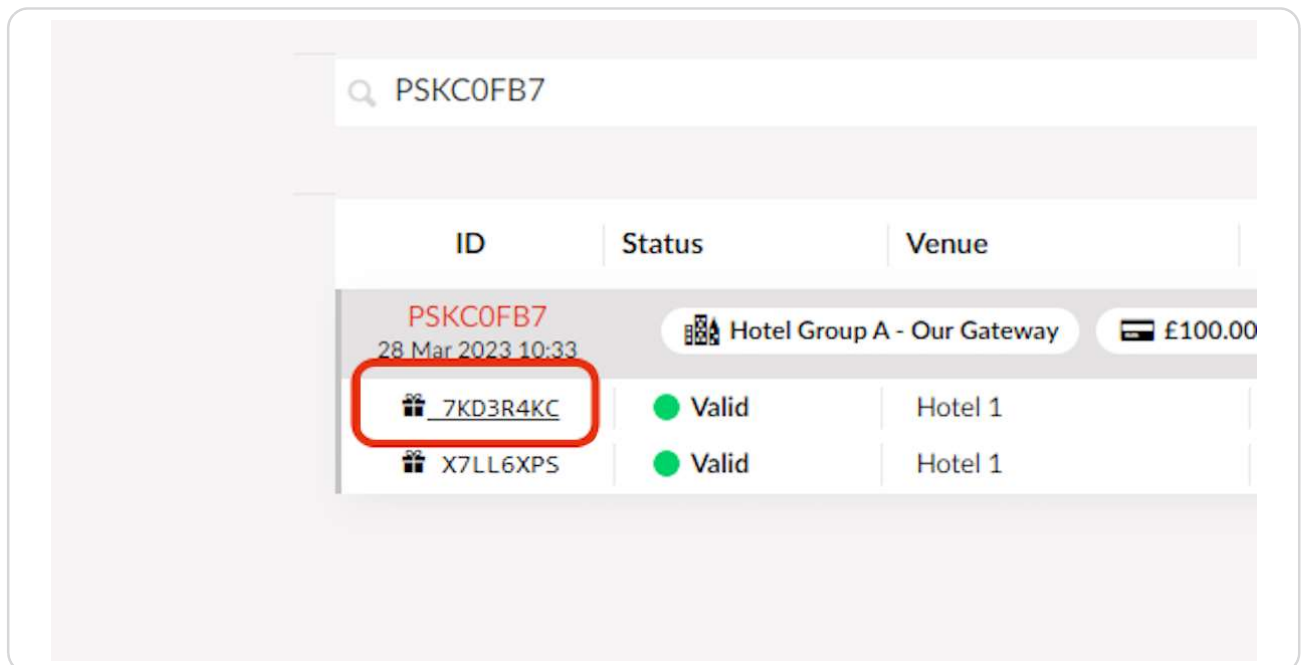 PSKC0FB7
ID Status Venue
PSKC0FB7
28 Mar 2023 10:33
Hotel Group A - Our Gateway £100.00
7KD3R4KC Valid Hotel 1
X7LL6XPS Valid Hotel 1